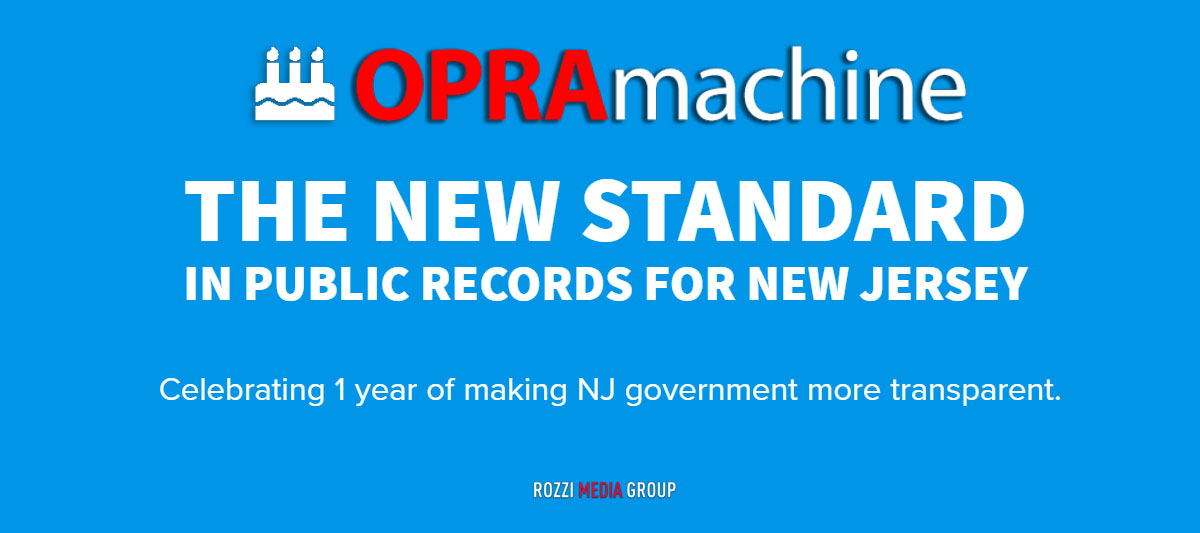 OPRAmachine
THE NEW STANDARD
IN PUBLIC RECORDS FOR NEW JERSEY
Celebrating 1 year of making NJ government more transparent.
ROZZI MEDIA GROUP